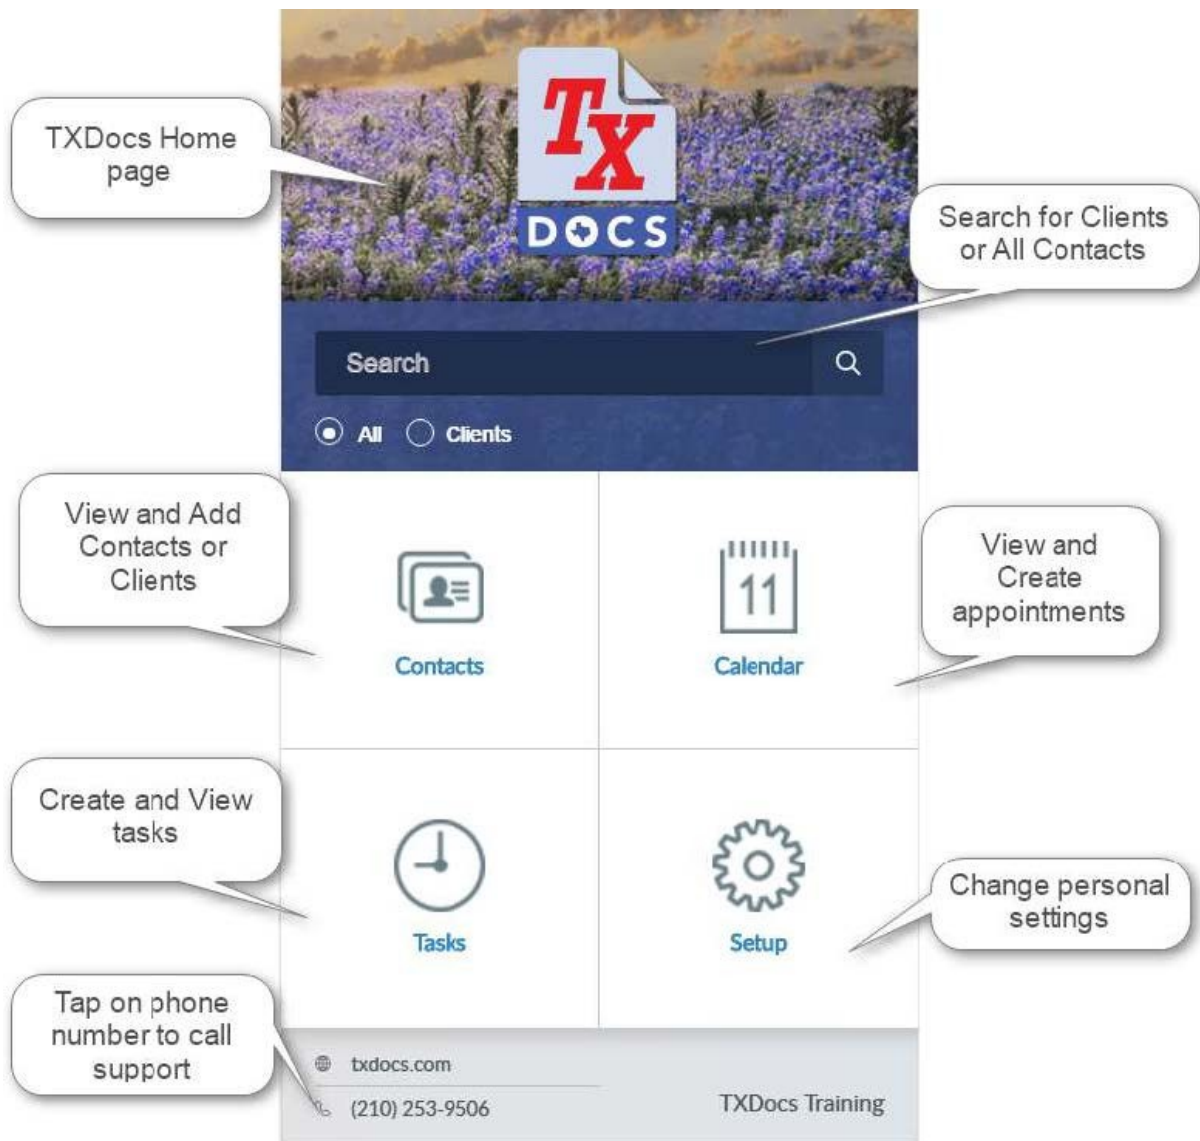 TX
DOCS
TXDocs Home
page
Search for Clients
or All Contacts
Search
All
Clients
View and Add
Contacts or
Clients
Contacts
11
Calendar
View and
Create
appointments
Create and View
tasks
Tasks
Setup
Change personal
settings
Tap on phone
number to call
support
txdocs.com
(210) 253-9506
TXDocs Training